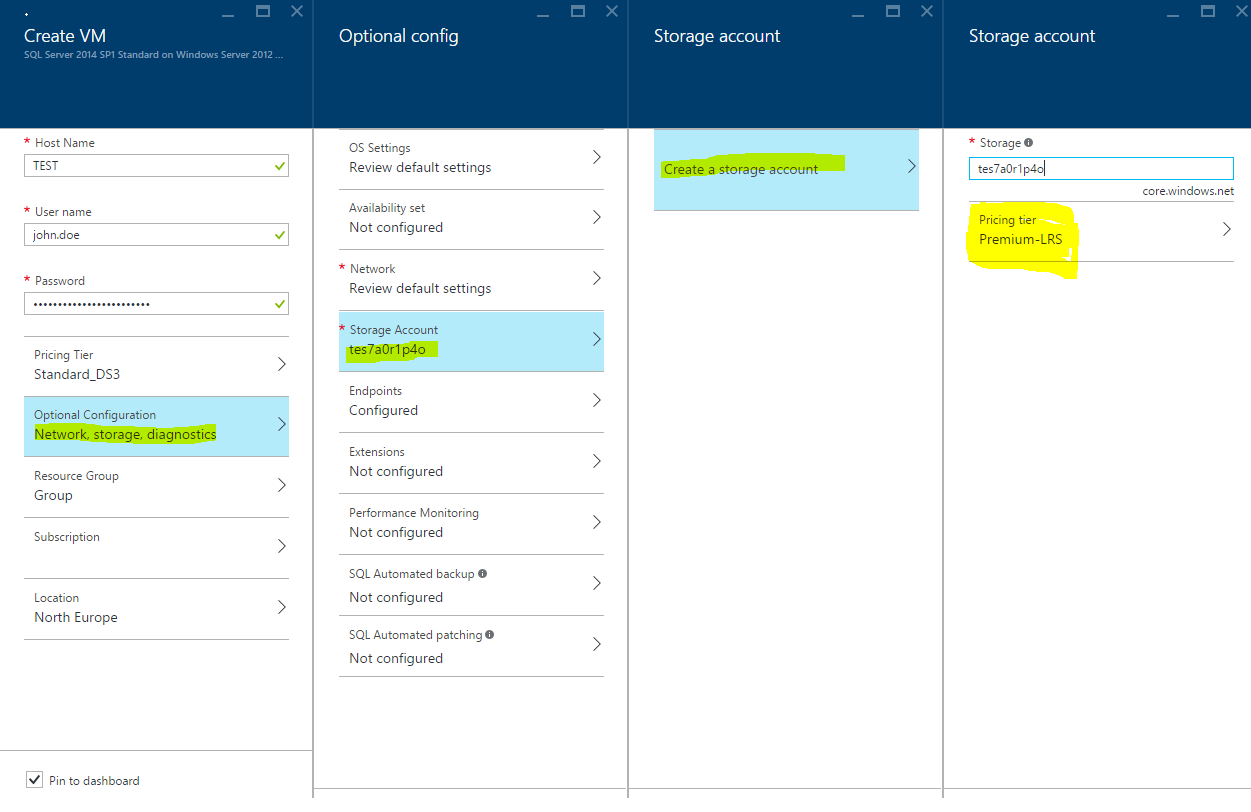 Create VM
SQL Server 2014 SP1 Standard on Windows Server 2012 ...
* Host Name
TEST
* User name
john.doe
* Password
••••••••••••••••••••••••
Pricing Tier
Standard_DS3
Optional Configuration
Network, storage, diagnostics
Resource Group
Group
Subscription
Location
North Europe
Pin to dashboard
Optional config
OS Settings
Review default settings
Availability set
Not configured
* Network
Review default settings
* Storage Account
tes7a0r1p4o
Endpoints
Configured
Extensions
Not configured
Performance Monitoring
Not configured
SQL Automated backup
Not configured
SQL Automated patching
Not configured
Storage account
Create a storage account
Storage account
* Storage
tes7a0r1p4o
core.windows.net
Pricing tier
Premium-LRS